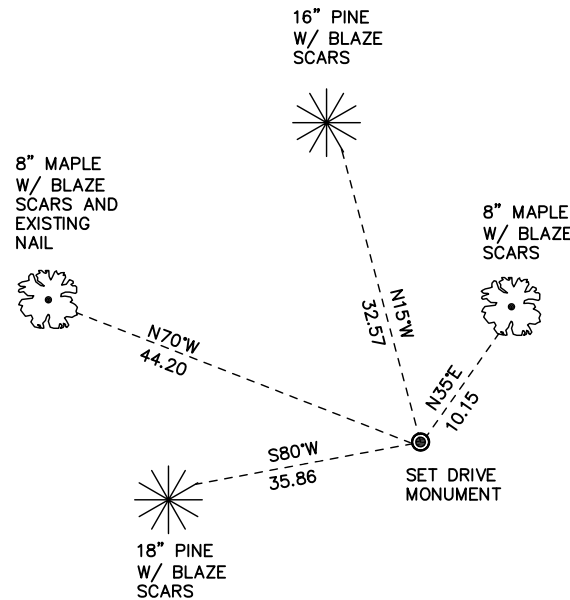 16” PINE
W/ BLAZE
SCARS
8” MAPLE
W/ BLAZE
SCARS AND
EXISTING
NAIL
8” MAPLE
W/ BLAZE
SCARS
N15°W
32.57
N70°W
44.20
N35°E
10.15
S80°W
35.86
SET DRIVE
MONUMENT
18” PINE
W/ BLAZE
SCARS